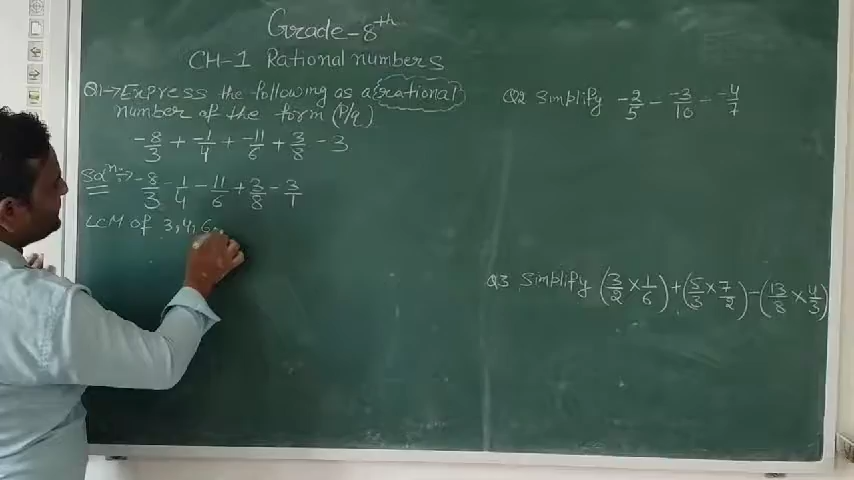 Grade-8th
CH-1 Rational numbers
Q1→ Express the following as a rational
number of the form (P/q)
-8/3 + -1/4 + -11/6 + 3/8 - 3
Solⁿ:→ -8/3 - 1/4 - 11/6 + 3/8 - 3/1
LCM of 3,4,6,
Q2 Simplify -2/5 - -3/10 - -4/7
Q3 Simplify (3/2 × 1/6) + (5/3 × 7/2) - (13/8 × 4/3)